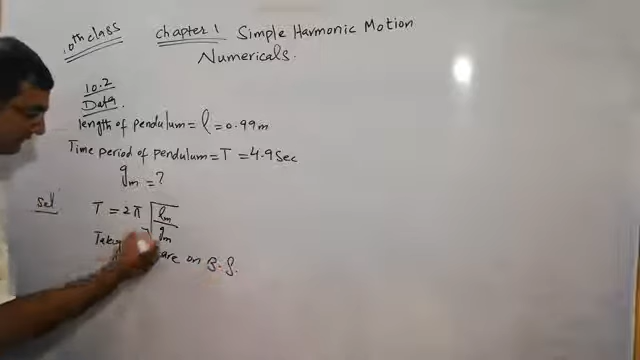 10th class
Chapter 1 Simple Harmonic Motion
Numericals.
10.2
Data.
length of pendulum = l = 0.99m
Time period of pendulum = T = 4.9 Sec
gm = ?
Sol
T = 2π √lm/gm
Taking
are on B.S.